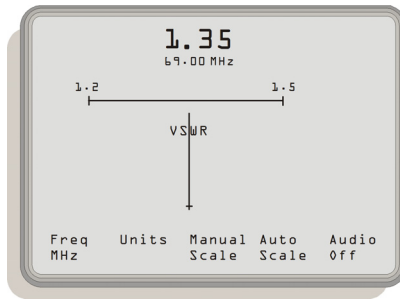 1.35
69.00 MHz
1.2 1.5
VSWR
Freq Units Manual Auto Audio
MHz Scale Scale Off